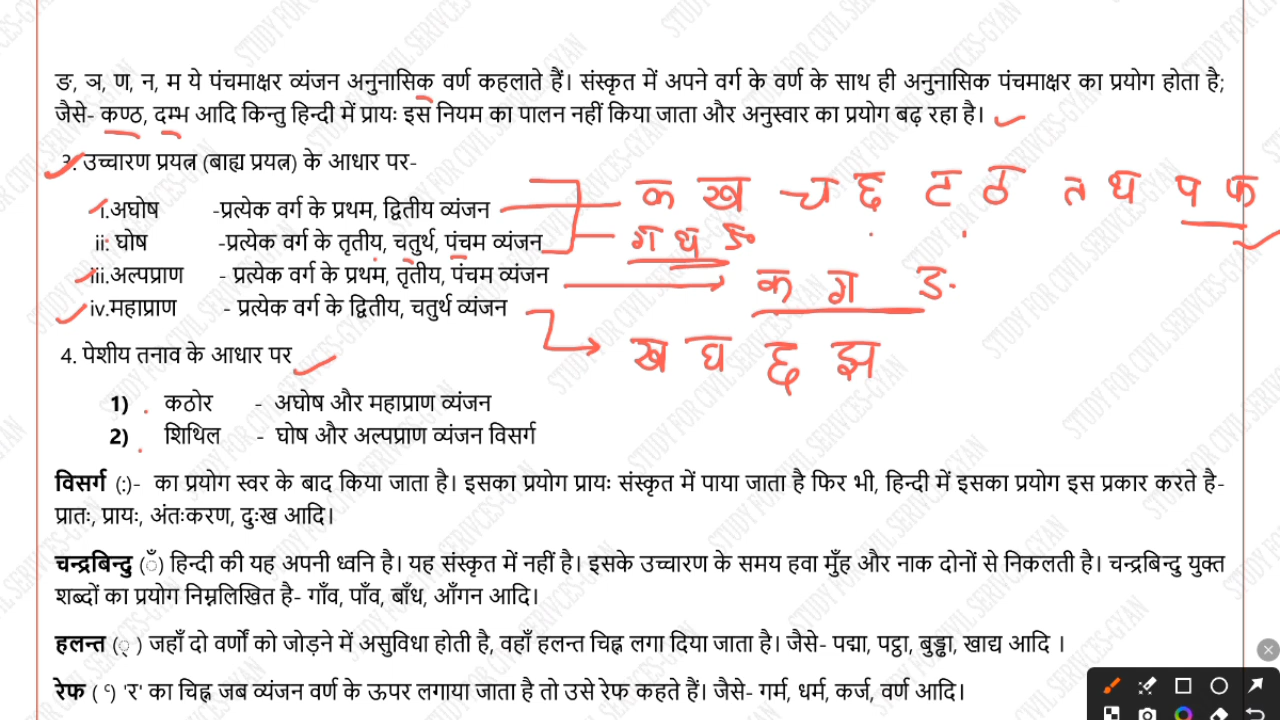 ङ, ञ, ण, न, म ये पंचमाक्षर व्यंजन अनुनासिक वर्ण कहलाते हैं। संस्कृत में अपने वर्ग के वर्ण के साथ ही अनुनासिक पंचमाक्षर का प्रयोग होता है;
जैसे- कण्ठ, दम्भ आदि किन्तु हिन्दी में प्रायः इस नियम का पालन नहीं किया जाता और अनुस्वार का प्रयोग बढ़ रहा है।
3. उच्चारण प्रयत्न (बाह्य प्रयत्न) के आधार पर-
i.अघोष -प्रत्येक वर्ग के प्रथम, द्वितीय व्यंजन क ख च छ ट ठ त थ प फ
ii: घोष -प्रत्येक वर्ग के तृतीय, चतुर्थ, पंचम व्यंजन ग घ ङ
iii.अल्पप्राण - प्रत्येक वर्ग के प्रथम, तृतीय, पंचम व्यंजन क ग ङ
iv.महाप्राण - प्रत्येक वर्ग के द्वितीय, चतुर्थ व्यंजन ख घ छ झ
4. पेशीय तनाव के आधार पर
1) कठोर - अघोष और महाप्राण व्यंजन
2) शिथिल - घोष और अल्पप्राण व्यंजन विसर्ग
विसर्ग (:)- का प्रयोग स्वर के बाद किया जाता है। इसका प्रयोग प्रायः संस्कृत में पाया जाता है फिर भी, हिन्दी में इसका प्रयोग इस प्रकार करते है-
प्रातः, प्रायः, अंतःकरण, दुःख आदि।
चन्द्रबिन्दु (ँ) हिन्दी की यह अपनी ध्वनि है। यह संस्कृत में नहीं है। इसके उच्चारण के समय हवा मुँह और नाक दोनों से निकलती है। चन्द्रबिन्दु युक्त
शब्दों का प्रयोग निम्नलिखित है- गाँव, पाँव, बाँध, आँगन आदि।
हलन्त (्) जहाँ दो वर्णों को जोड़ने में असुविधा होती है, वहाँ हलन्त चिह्न लगा दिया जाता है। जैसे- पद्मा, पट्ठा, बुड्ढा, खाद्य आदि ।
रेफ ( र्) 'र' का चिह्न जब व्यंजन वर्ण के ऊपर लगाया जाता है तो उसे रेफ कहते हैं। जैसे- गर्म, धर्म, कर्ज, वर्ण आदि।
STUDY FOR CIVIL SERIVCES-GYAN